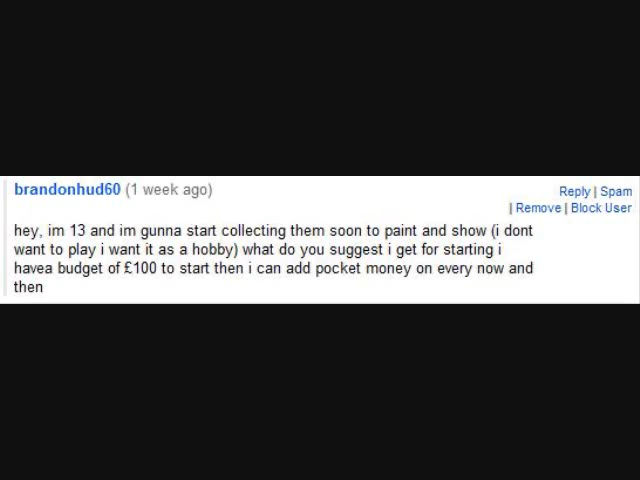 brandonhud60 (1 week ago)
Reply | Spam
| Remove | Block User
hey, im 13 and im gunna start collecting them soon to paint and show (i dont
want to play i want it as a hobby) what do you suggest i get for starting i
havea budget of £100 to start then i can add pocket money on every now and
then